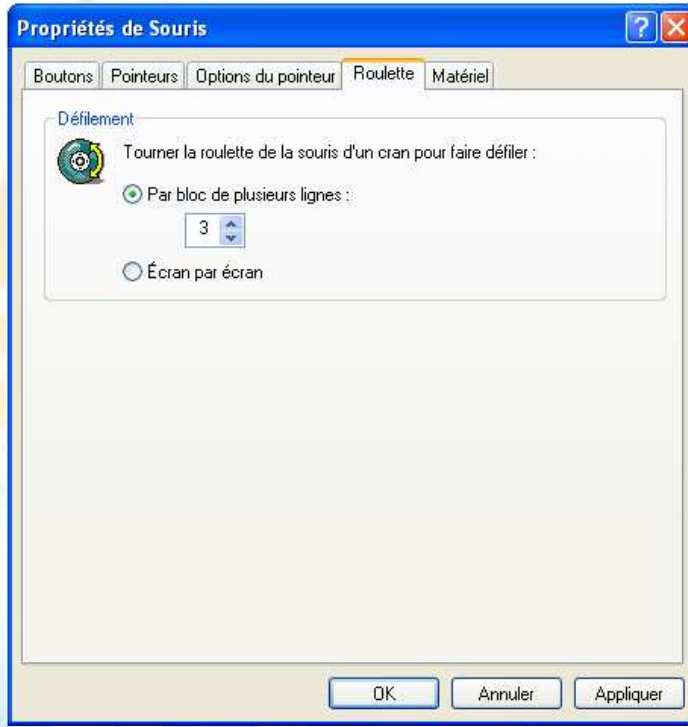 Propriétés de Souris
Boutons Pointeurs Options du pointeur Roulette Matériel
Défilement
Tourner la roulette de la souris d'un cran pour faire défiler :
Par bloc de plusieurs lignes :
3
Écran par écran
OK Annuler Appliquer